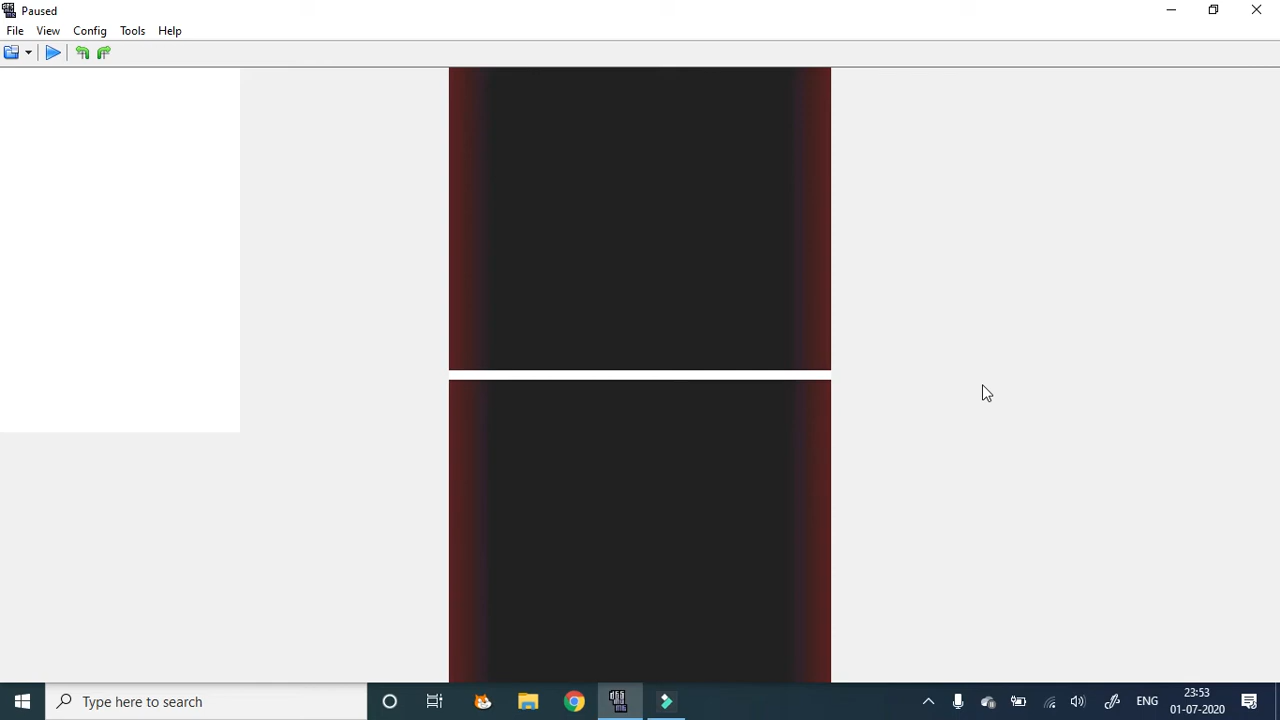 Paused
File View Config Tools Help
Type here to search
ENG
23:53
01-07-2020